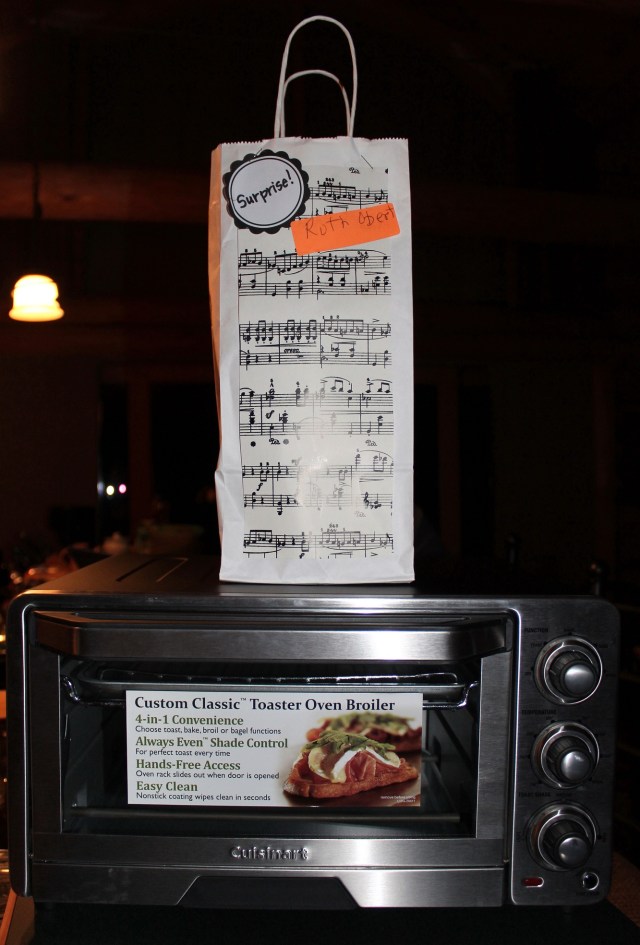 Surprise!
Ruth Obert
Custom Classic™ Toaster Oven Broiler
4-in-1 Convenience
Choose toast, bake, broil or bagel functions
Always Even™ Shade Control
For perfect toast every time
Hands-Free Access
Oven rack slides out when door is opened
Easy Clean
Nonstick coating wipes clean in seconds
Cuisinart